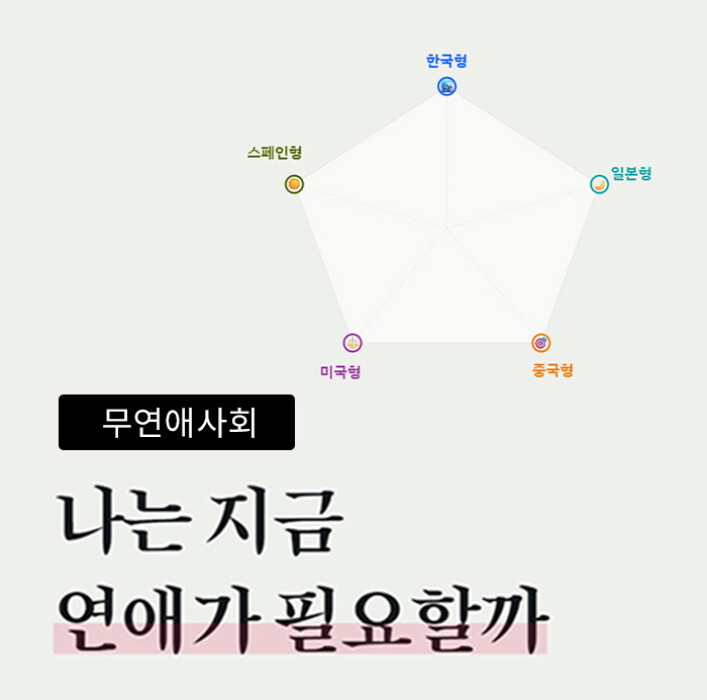 한국형
스페인형
일본형
미국형
중국형
무연애사회
나는 지금
연애가 필요할까